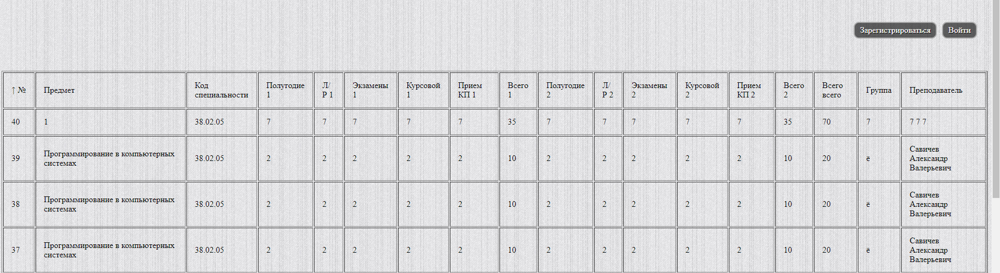 Зарегистрироваться Войти
↑ № Предмет Код специальности Полугодие 1 Л/Р 1 Экзамены 1 Курсовой 1 Прием КП 1 Всего 1 Полугодие 2 Л/Р 2 Экзамены 2 Курсовой 2 Прием КП 2 Всего 2 Всего всего Группа Преподаватель
40 1 38.02.05 7 7 7 7 7 35 7 7 7 7 7 35 70 7 7 7 7
39 Программирование в компьютерных системах 38.02.05 2 2 2 2 2 10 2 2 2 2 2 10 20 ё Савичев Александр Валерьевич
38 Программирование в компьютерных системах 38.02.05 2 2 2 2 2 10 2 2 2 2 2 10 20 ё Савичев Александр Валерьевич
37 Программирование в компьютерных системах 38.02.05 2 2 2 2 2 10 2 2 2 2 2 10 20 ё Савичев Александр Валерьевич